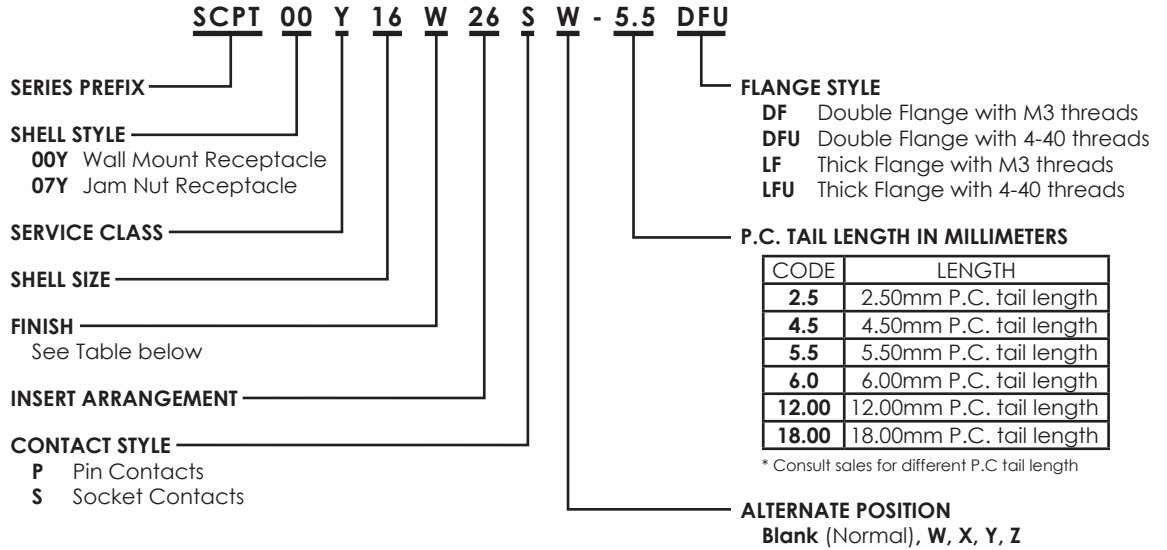 SCPT 00 Y 16 W 26 S W - 5.5 DFU
SERIES PREFIX
SHELL STYLE
00Y Wall Mount Receptacle
07Y Jam Nut Receptacle
SERVICE CLASS
SHELL SIZE
FINISH
See Table below
INSERT ARRANGEMENT
CONTACT STYLE
P Pin Contacts
S Socket Contacts
FLANGE STYLE
DF Double Flange with M3 threads
DFU Double Flange with 4-40 threads
LF Thick Flange with M3 threads
LFU Thick Flange with 4-40 threads
P.C. TAIL LENGTH IN MILLIMETERS
CODE LENGTH
2.5 2.50mm P.C. tail length
4.5 4.50mm P.C. tail length
5.5 5.50mm P.C. tail length
6.0 6.00mm P.C. tail length
12.00 12.00mm P.C. tail length
18.00 18.00mm P.C. tail length
* Consult sales for different P.C tail length
ALTERNATE POSITION
Blank (Normal), W, X, Y, Z